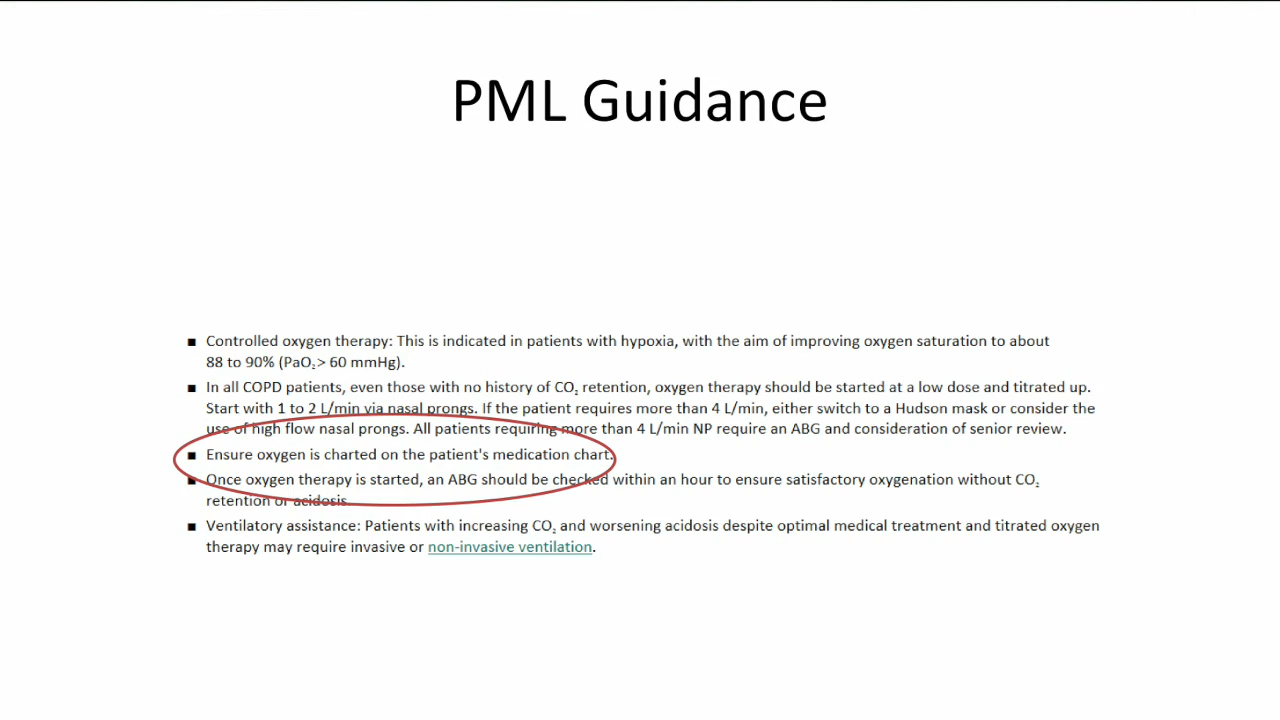 PML Guidance
■ Controlled oxygen therapy: This is indicated in patients with hypoxia, with the aim of improving oxygen saturation to about
88 to 90% (PaO₂> 60 mmHg).
■ In all COPD patients, even those with no history of CO₂ retention, oxygen therapy should be started at a low dose and titrated up.
Start with 1 to 2 L/min via nasal prongs. If the patient requires more than 4 L/min, either switch to a Hudson mask or consider the
use of high flow nasal prongs. All patients requiring more than 4 L/min NP require an ABG and consideration of senior review.
■ Ensure oxygen is charted on the patient's medication chart.
■ Once oxygen therapy is started, an ABG should be checked within an hour to ensure satisfactory oxygenation without CO₂
retention or acidosis.
■ Ventilatory assistance: Patients with increasing CO₂ and worsening acidosis despite optimal medical treatment and titrated oxygen
therapy may require invasive or non-invasive ventilation.